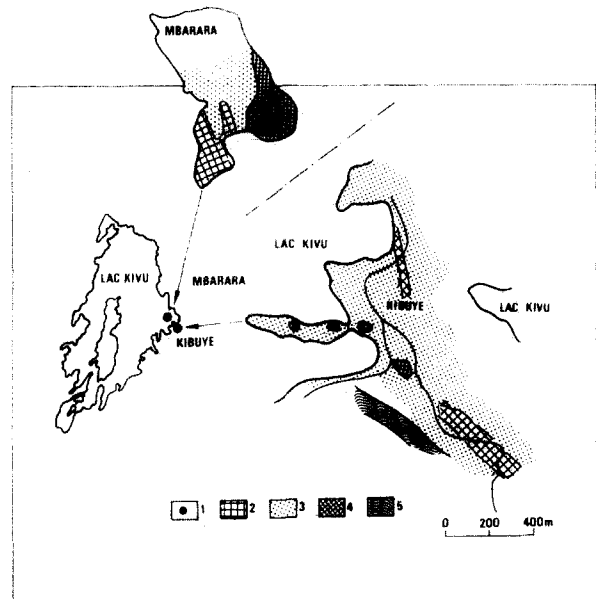 MBARARA
LAC KIVU
LAC KIVU
MBARARA
KIBUYE
LAC KIVU
KIBUYE
1 2 3 4 5
0 200 400m